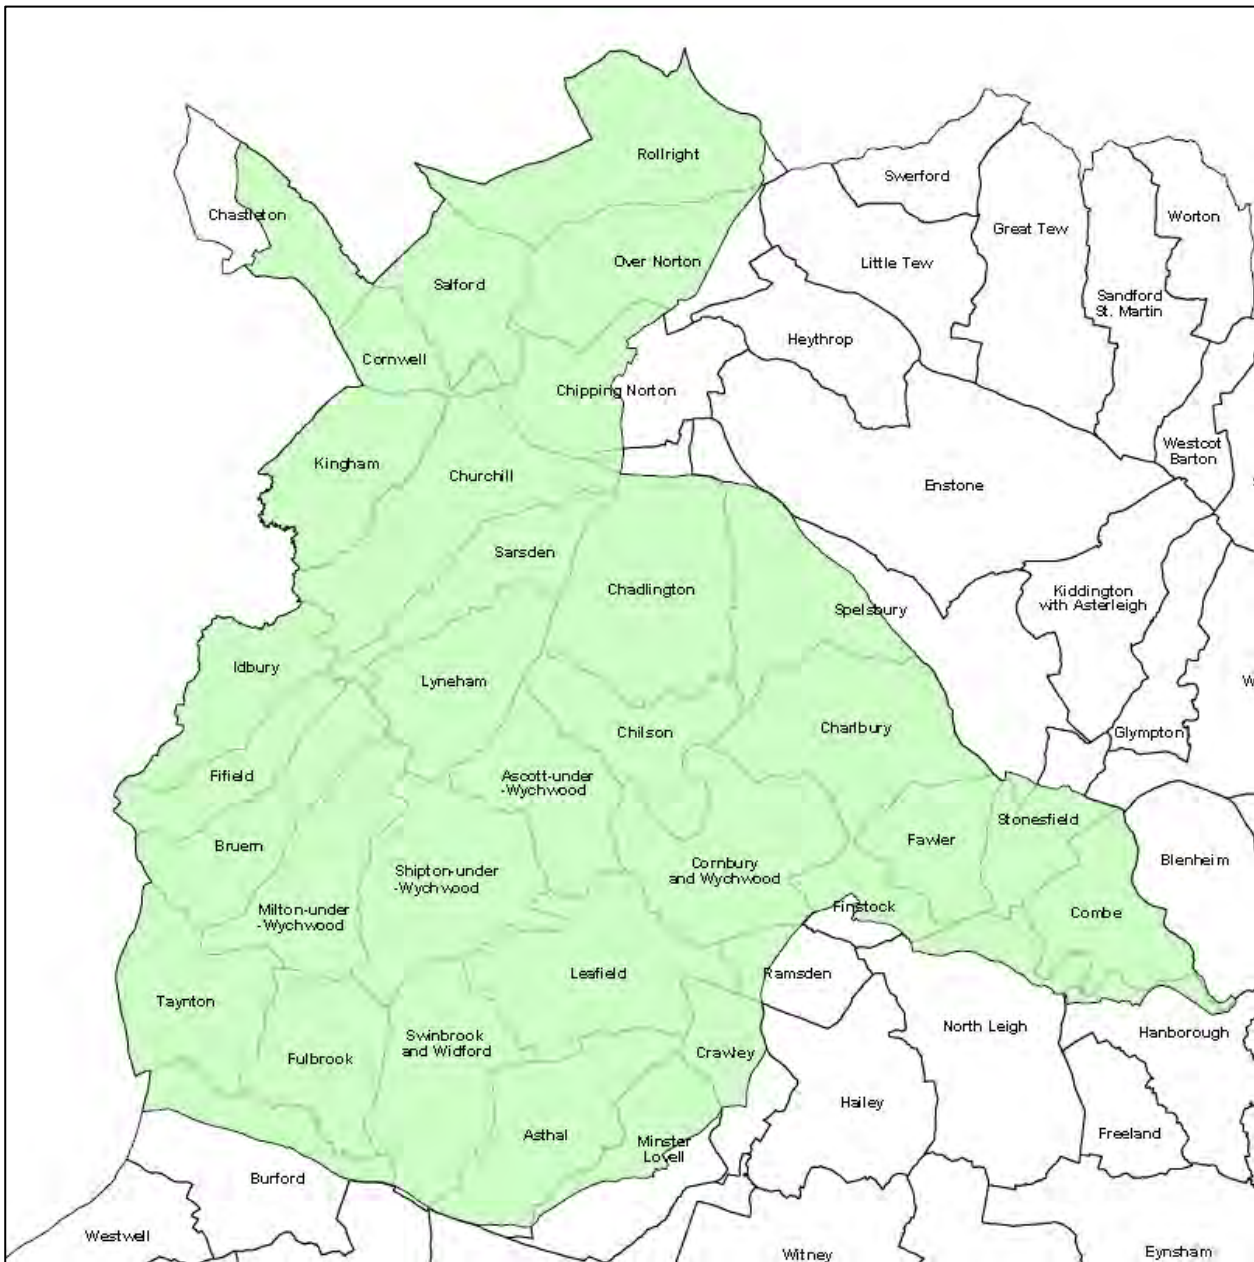 Rollright
Swerford
Chastleton
Worton
Great Tew
Over Norton
Little Tew
Salford
Sandford
St. Martin
Heythrop
Cornwell
Chipping Norton
Westcot
Barton
Kingham
Churchill
Enstone
Sarsden
Chadlington
Kiddington
with Asterleigh
Spelsbury
Idbury
Lyneham
W
Chilson
Charlbury
Glympton
Fifield
Ascott-under
-Wychwood
Stonesfield
Bruern
Fawler
Blenheim
Shipton-under
-Wychwood
Cornbury
and Wychwood
Milton-under
-Wychwood
Finstock
Combe
Leafield
Ramsden
Taynton
North Leigh
Hanborough
Swinbrook
and Widford
Fulbrook
Crawley
Hailey
Asthal
Minster
Lovell
Freeland
Burford
Westwell
Witney
Eynsham